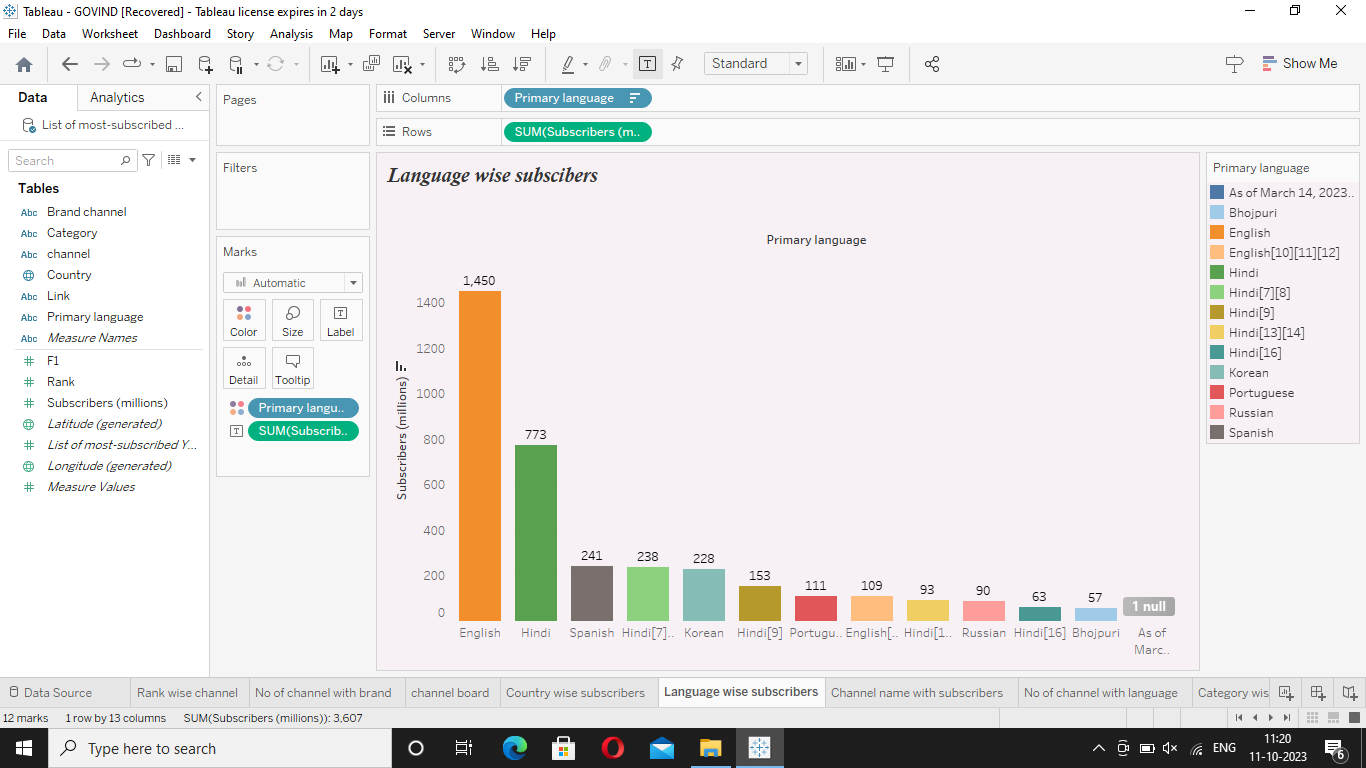 Tableau - GOVIND [Recovered] - Tableau license expires in 2 days
File Data Worksheet Dashboard Story Analysis Map Format Server Window Help
Standard
Show Me
Data Analytics
List of most-subscribed ...
Search
Tables
Abc Brand channel
Abc Category
Abc channel
Country
Abc Link
Abc Primary language
Abc Measure Names
F1
Rank
Subscribers (millions)
Latitude (generated)
List of most-subscribed Y...
Longitude (generated)
Measure Values
Pages
Filters
Marks
Automatic
Color Size Label
Detail Tooltip
Primary langu..
SUM(Subscrib..
Columns Primary language
Rows SUM(Subscribers (m..
Language wise subscibers
Primary language
Subscribers (millions)
1400
1200
1000
800
600
400
200
0
1,450
773
241
238
228
153
111
109
93
90
63
57
1 null
English Hindi Spanish Hindi[7].. Korean Hindi[9] Portugu.. English[.. Hindi[1.. Russian Hindi[16] Bhojpuri As of
Marc..
Primary language
As of March 14, 2023..
Bhojpuri
English
English[10][11][12]
Hindi
Hindi[7][8]
Hindi[9]
Hindi[13][14]
Hindi[16]
Korean
Portuguese
Russian
Spanish
Data Source Rank wise channel No of channel with brand channel board Country wise subscribers Language wise subscribers Channel name with subscribers No of channel with language Category wis
12 marks 1 row by 13 columns SUM(Subscribers (millions)): 3,607
Type here to search
ENG
11:20
11-10-2023
6